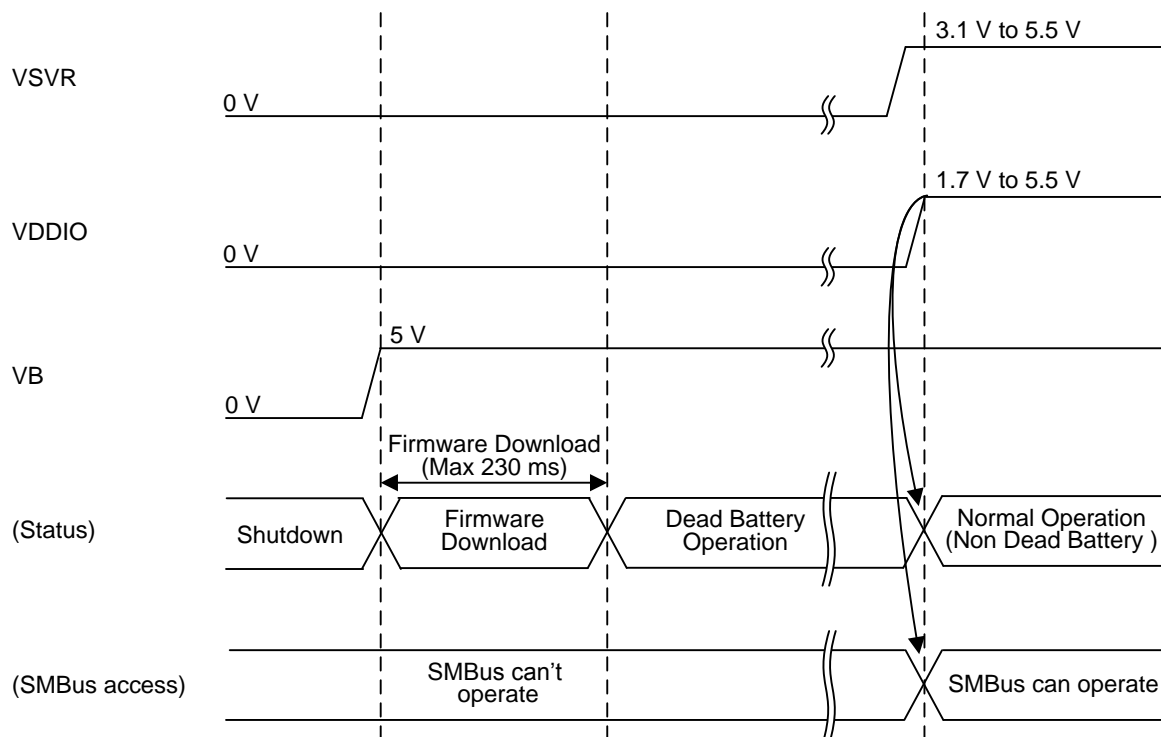 3.1 V to 5.5 V
VSVR
0 V
1.7 V to 5.5 V
VDDIO
0 V
5 V
VB
0 V
Firmware Download
(Max 230 ms)
(Status)
Shutdown
Firmware
Download
Dead Battery
Operation
Normal Operation
(Non Dead Battery )
(SMBus access)
SMBus can't
operate
SMBus can operate